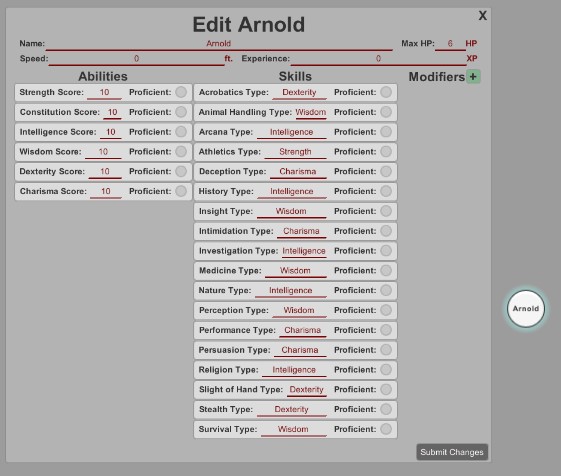 Edit Arnold
X
Name: Arnold Max HP: 6 HP
Speed: 0 ft. Experience: 0 XP
Abilities Skills Modifiers +
Strength Score: 10 Proficient: Acrobatics Type: Dexterity Proficient:
Constitution Score: 10 Proficient: Animal Handling Type: Wisdom Proficient:
Intelligence Score: 10 Proficient: Arcana Type: Intelligence Proficient:
Wisdom Score: 10 Proficient: Athletics Type: Strength Proficient:
Dexterity Score: 10 Proficient: Deception Type: Charisma Proficient:
Charisma Score: 10 Proficient: History Type: Intelligence Proficient:
Insight Type: Wisdom Proficient:
Intimidation Type: Charisma Proficient:
Investigation Type: Intelligence Proficient:
Medicine Type: Wisdom Proficient:
Nature Type: Intelligence Proficient:
Perception Type: Wisdom Proficient:
Arnold
Performance Type: Charisma Proficient:
Persuasion Type: Charisma Proficient:
Religion Type: Intelligence Proficient:
Slight of Hand Type: Dexterity Proficient:
Stealth Type: Dexterity Proficient:
Survival Type: Wisdom Proficient:
Submit Changes